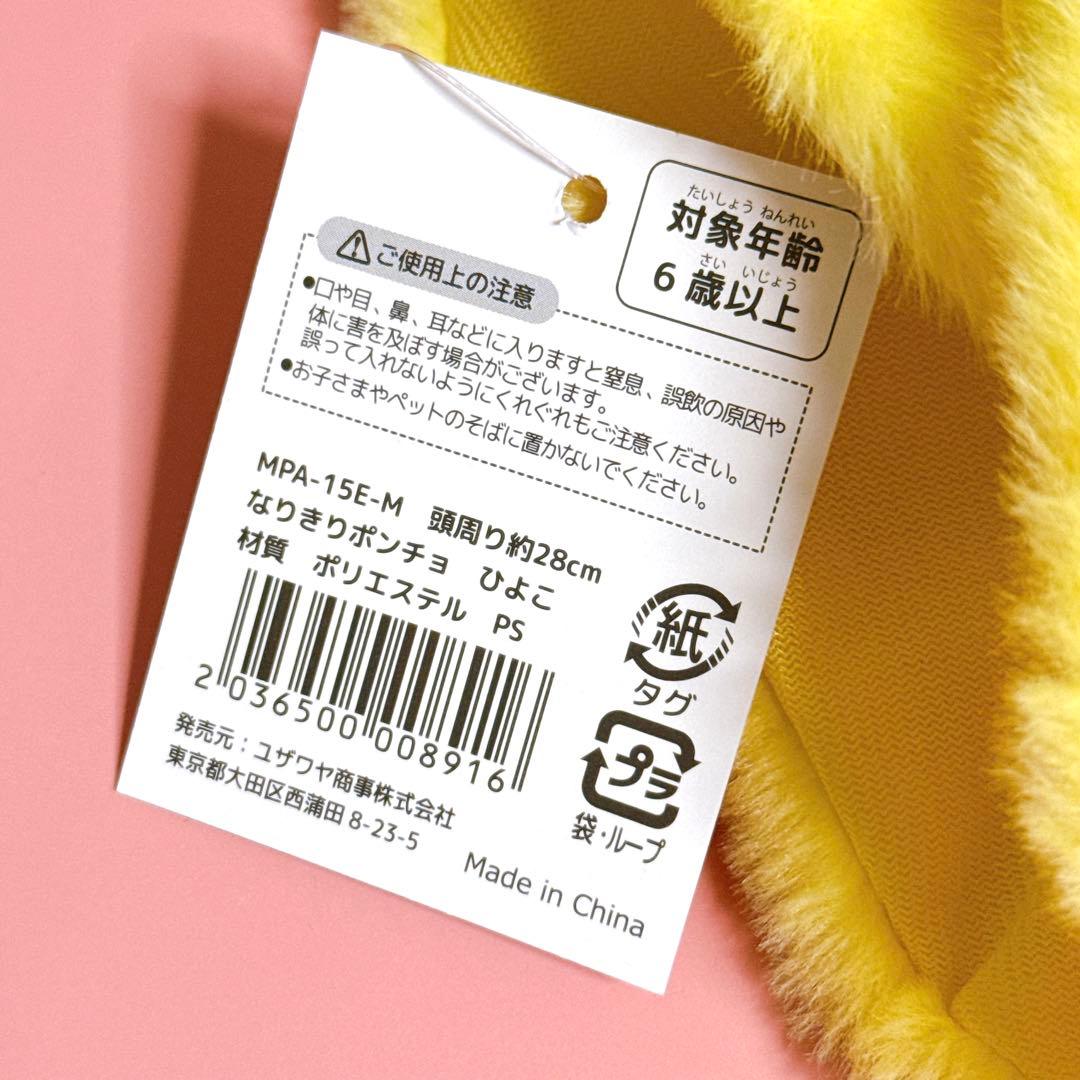 たいしょう ねんれい
対象年齢
さい いじょう
6 歳以上
ご使用上の注意
●口や目、鼻、耳などに入りますと窒息、誤飲の原因や
体に害を及ぼす場合がございます。
誤って入れないようにくれぐれもご注意ください。
●お子さまやペットのそばに置かないでください。
MPA-15E-M 頭周り約28cm
なりきりポンチョ ひよこ
材質 ポリエステル PS
2 036500 008916
発売元：ユザワヤ商事株式会社
東京都大田区西蒲田 8-23-5
紙
タグ
プラ
袋・ループ
Made in China